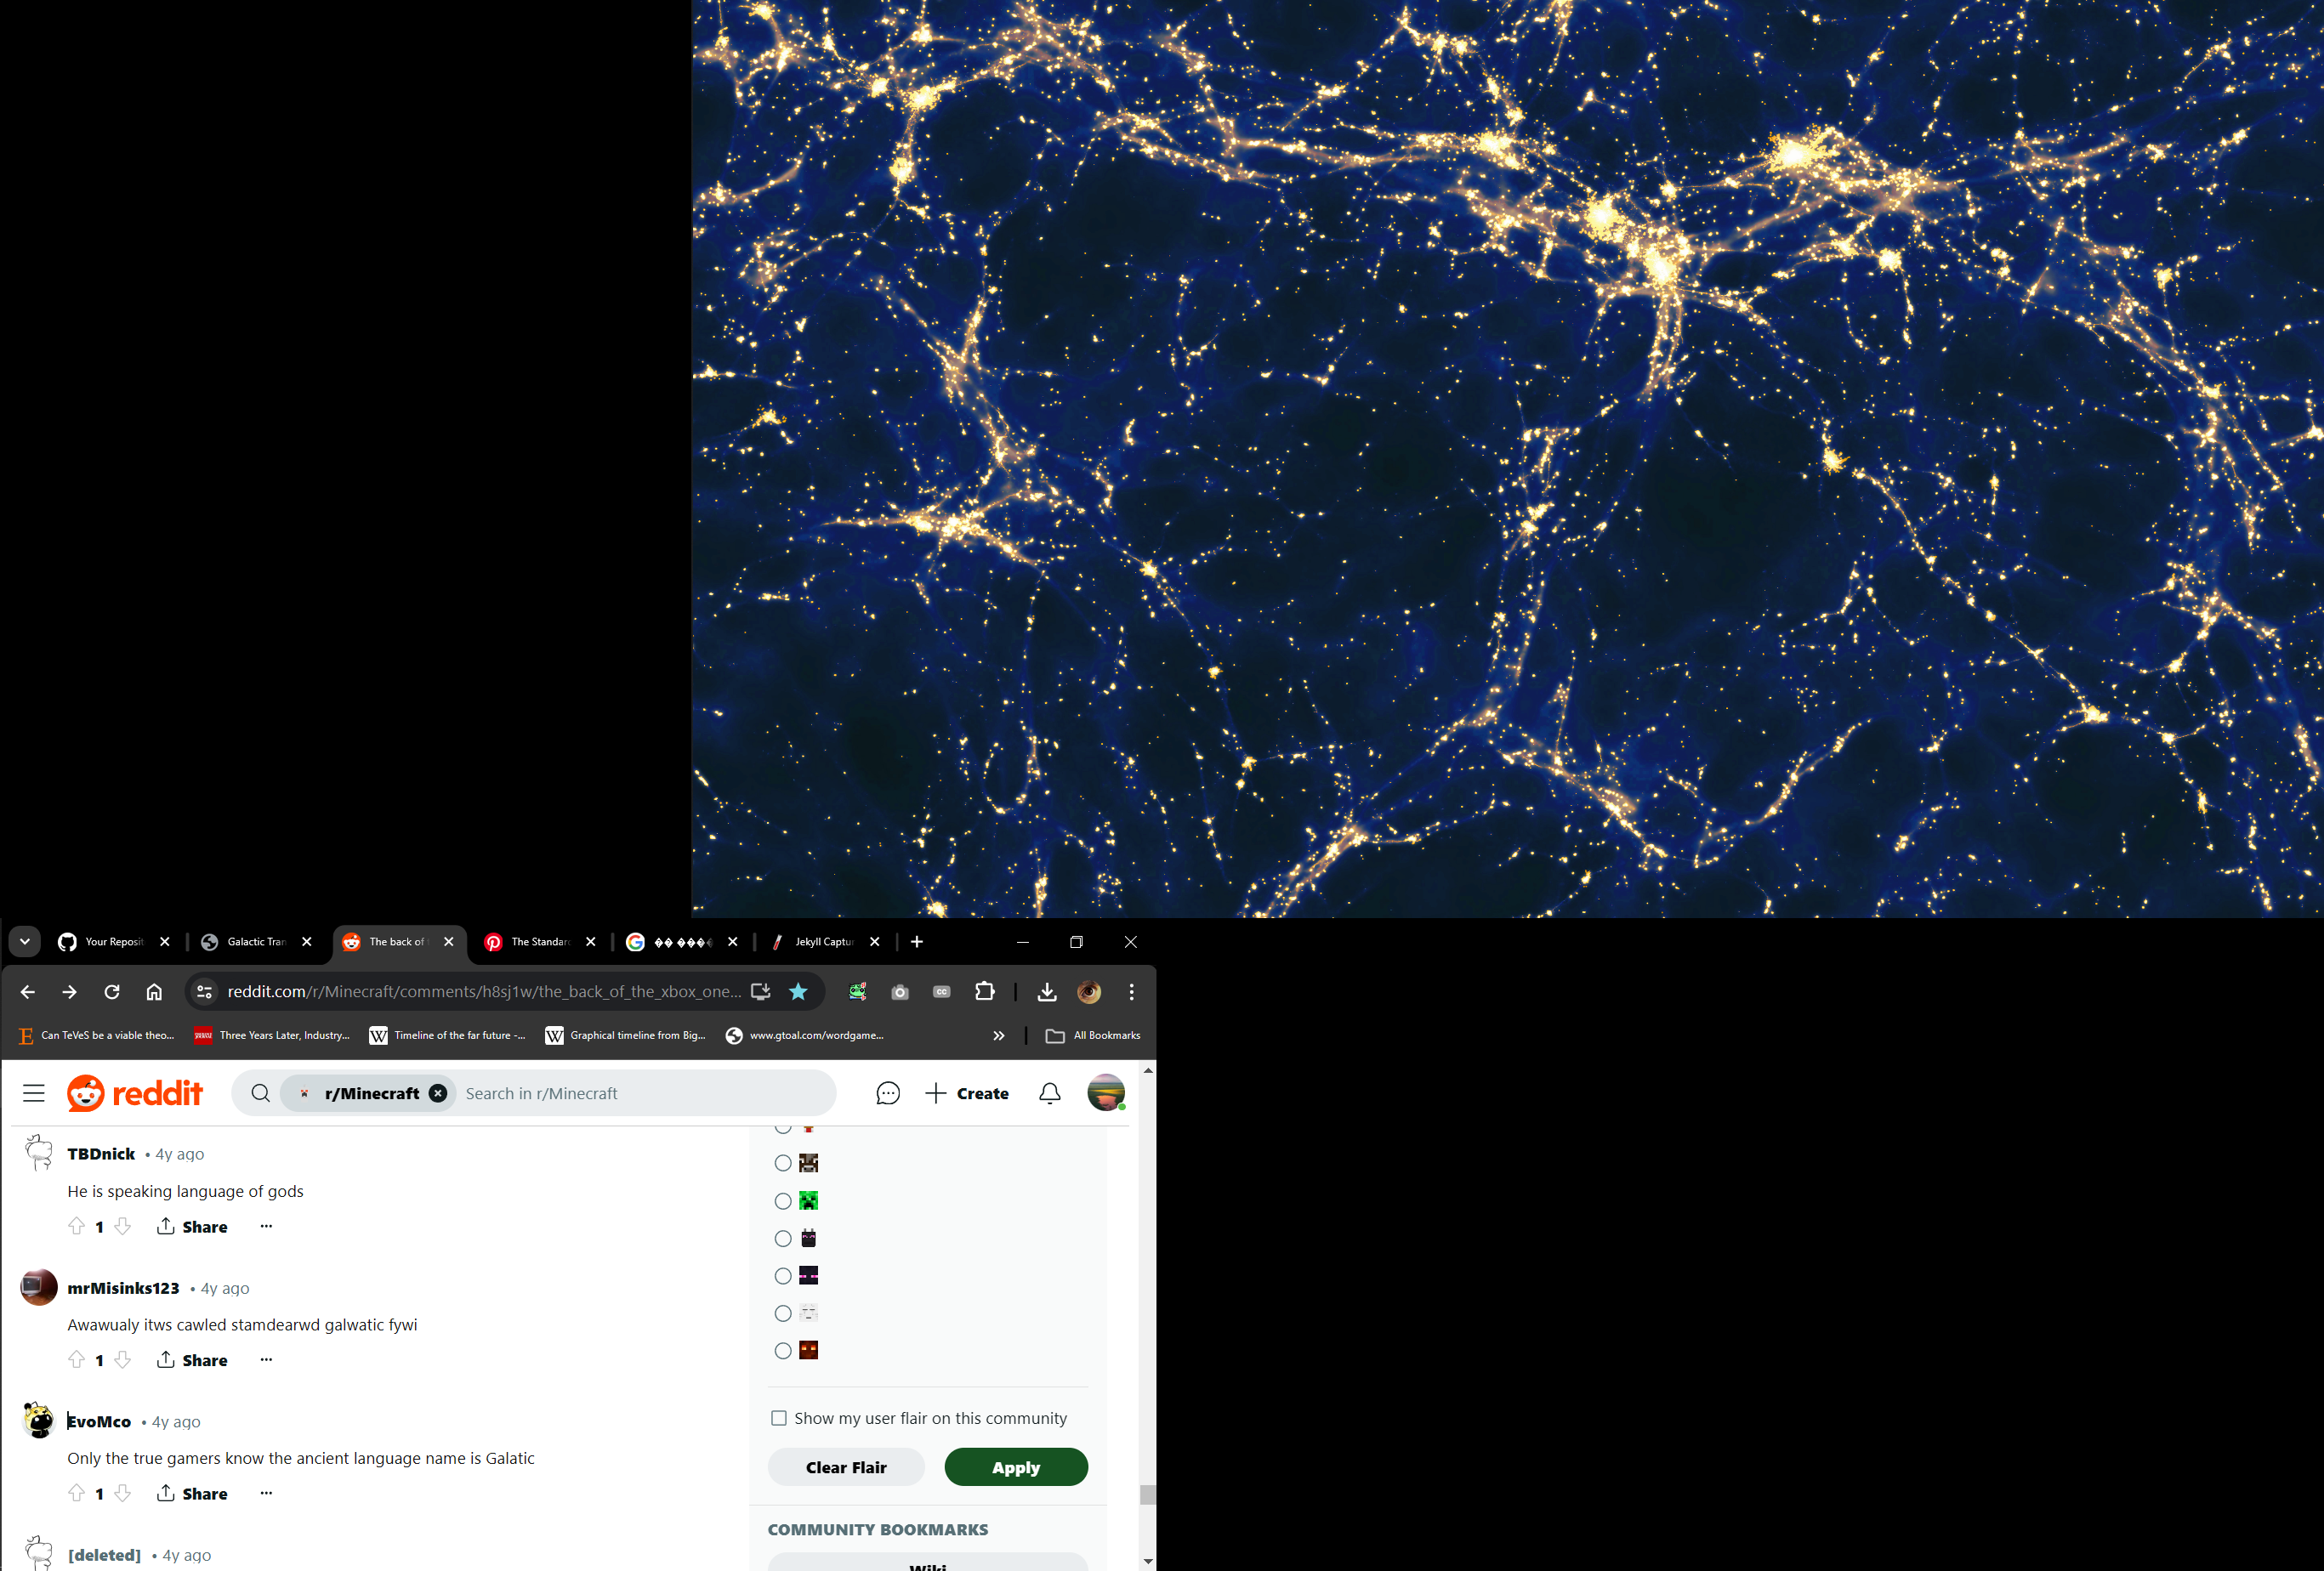 Your Reposit
Galactic Tran
The back of
The Standar
Jekyll Captur
reddit.com/r/Minecraft/comments/h8sj1w/the_back_of_the_xbox_one...
Can TeVeS be a viable theo...
Three Years Later, Industry...
Timeline of the far future -...
Graphical timeline from Big...
www.gtoal.com/wordgame...
All Bookmarks
reddit
r/Minecraft
Search in r/Minecraft
Create
TBDnick • 4y ago
He is speaking language of gods
1 Share
mrMisinks123 • 4y ago
Awawualy itws cawled stamdearwd galwatic fywi
1 Share
EvoMco • 4y ago
Only the true gamers know the ancient language name is Galatic
1 Share
[deleted] • 4y ago
Show my user flair on this community
Clear Flair
Apply
COMMUNITY BOOKMARKS
Wiki